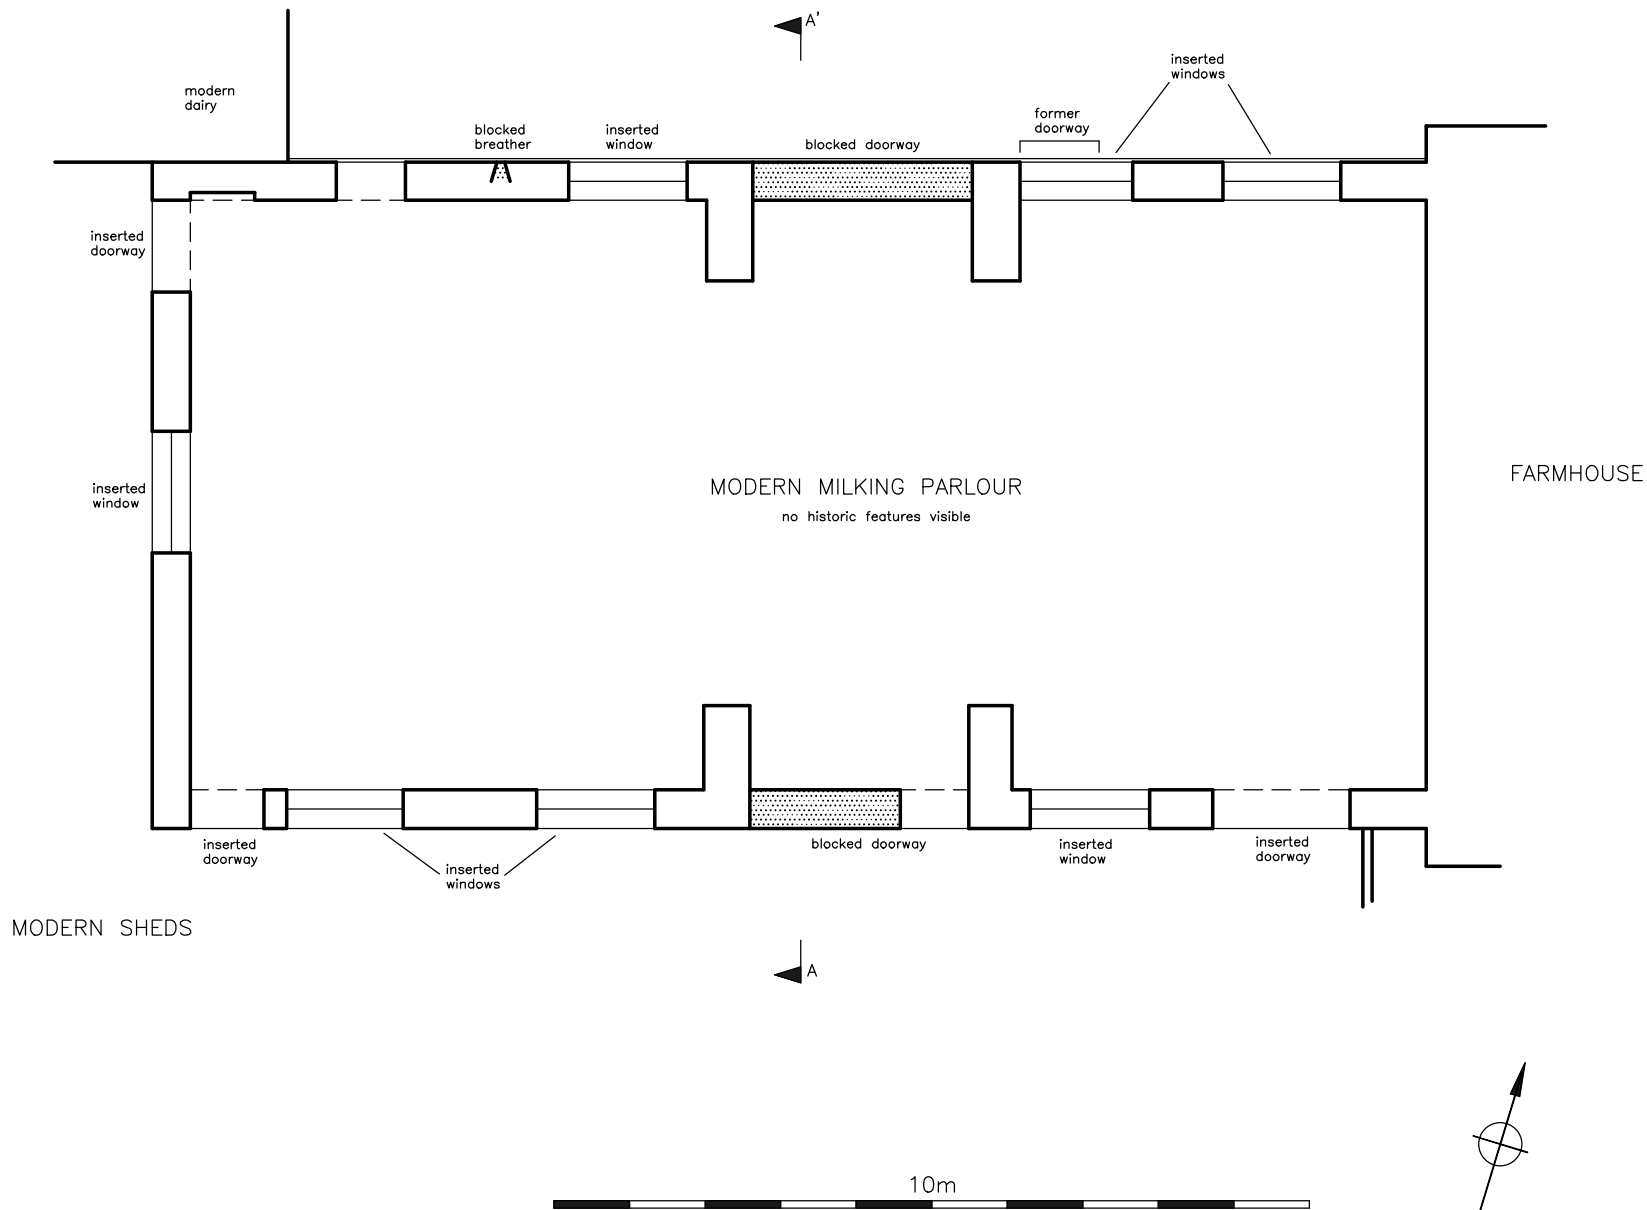 A'
inserted
windows
modern
dairy
former
doorway
blocked
breather
inserted
window
blocked doorway
inserted
doorway
FARMHOUSE
MODERN MILKING PARLOUR
no historic features visible
inserted
window
inserted
doorway
inserted
windows
blocked doorway
inserted
window
inserted
doorway
MODERN SHEDS
A
10m